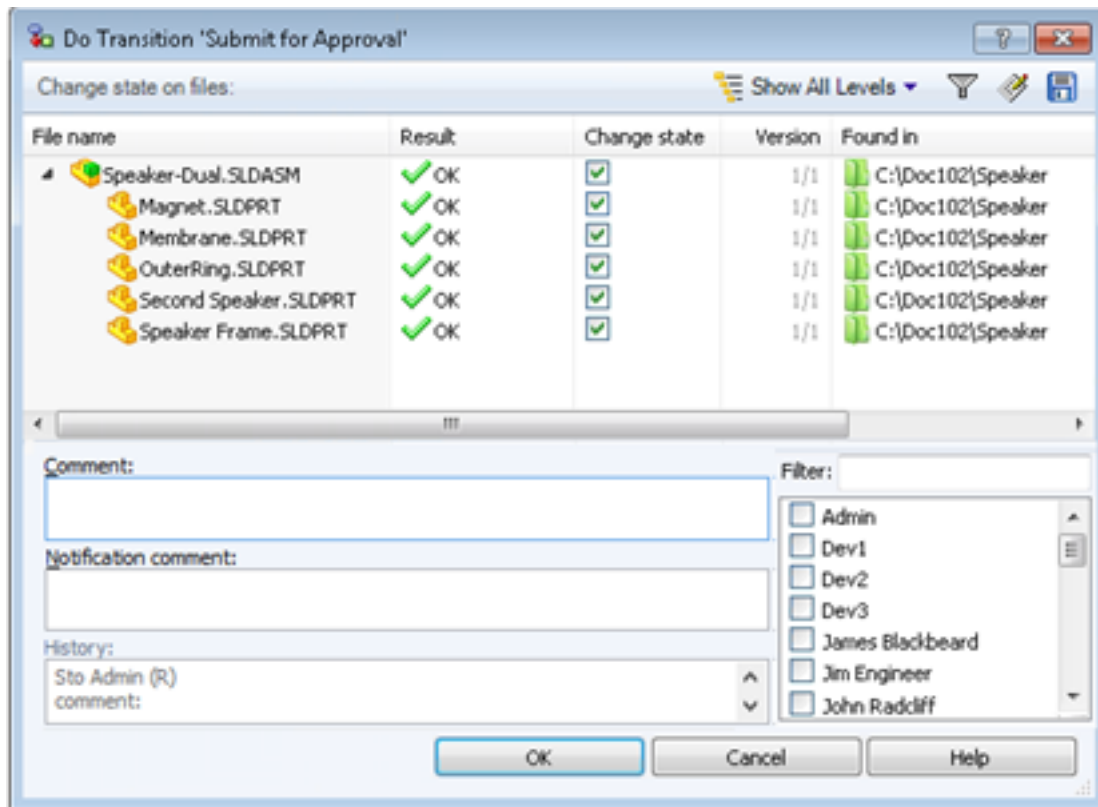 Do Transition 'Submit for Approval'
Change state on files: Show All Levels
File name Result Change state Version Found in
Speaker-Dual.SLDASM OK 1/1 C:\Doc102\Speaker
Magnet.SLDPRT OK 1/1 C:\Doc102\Speaker
Membrane.SLDPRT OK 1/1 C:\Doc102\Speaker
OuterRing.SLDPRT OK 1/1 C:\Doc102\Speaker
Second Speaker.SLDPRT OK 1/1 C:\Doc102\Speaker
Speaker Frame.SLDPRT OK 1/1 C:\Doc102\Speaker
Comment:
Notification comment:
History:
Sto Admin (R)
comment:
Filter:
Admin
Dev1
Dev2
Dev3
James Blackbeard
Jim Engineer
John Radcliff
OK Cancel Help